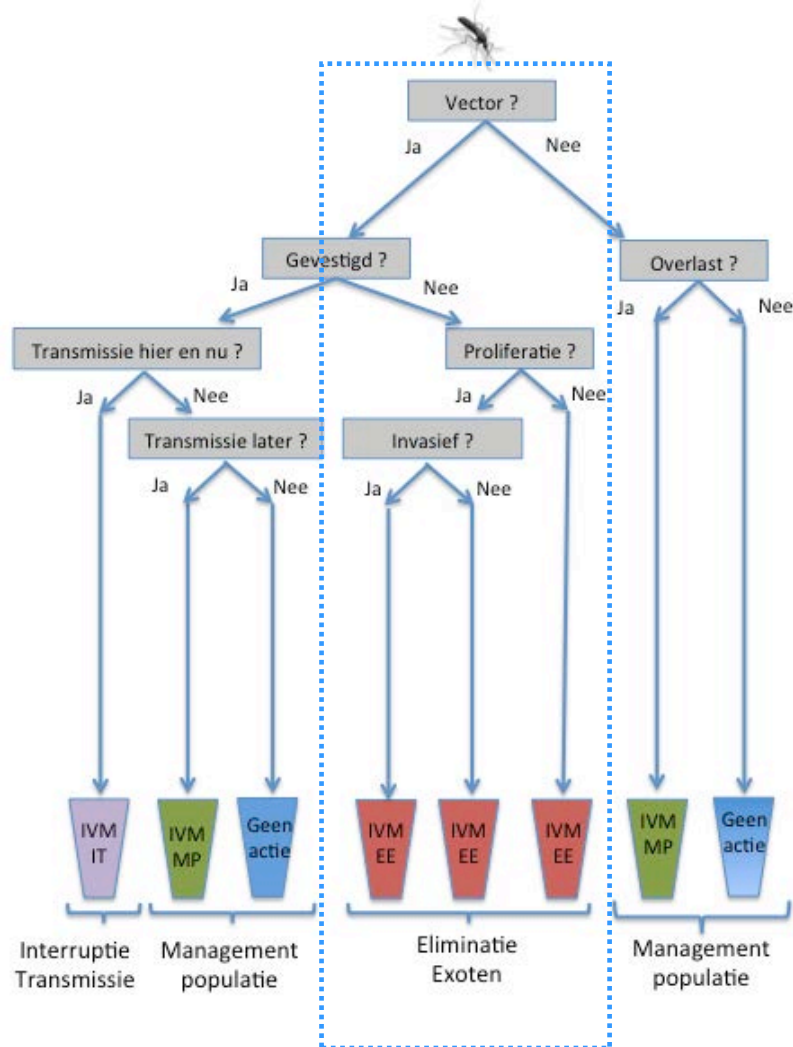 Vector ?
Ja
Nee
Gevestigd ?
Overlast ?
Ja
Nee
Ja
Nee
Transmissie hier en nu ?
Proliferatie ?
Ja
Nee
Ja
Nee
Transmissie later ?
Invasief ?
Ja
Nee
Ja
Nee
IVM
IT
IVM
MP
Geen
actie
IVM
EE
IVM
EE
IVM
EE
IVM
MP
Geen
actie
Interruptie
Transmissie
Management
populatie
Eliminatie
Exoten
Management
populatie